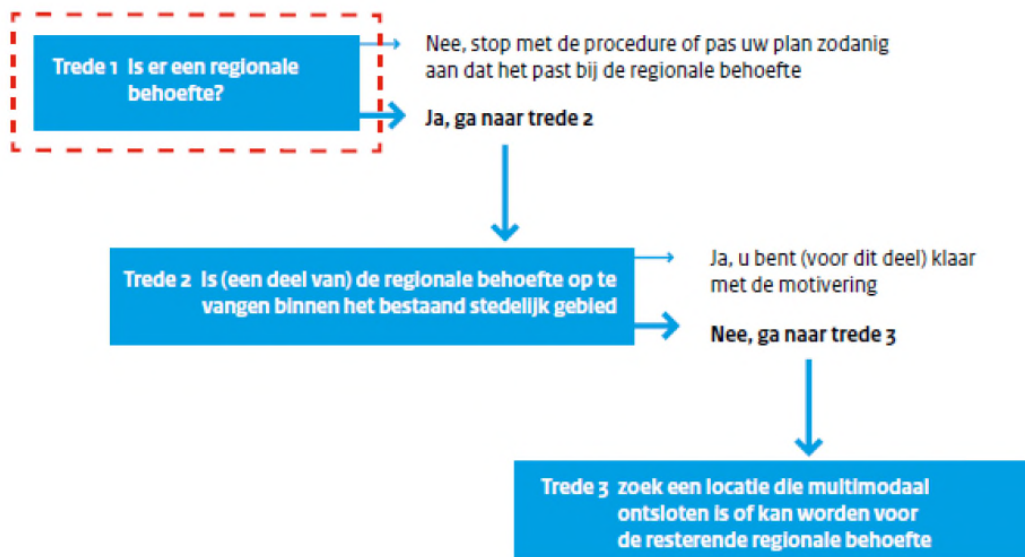 Trede 1 Is er een regionale
behoefte?
Nee, stop met de procedure of pas uw plan zodanig
aan dat het past bij de regionale behoefte
Ja, ga naar trede 2
Trede 2 Is (een deel van) de regionale behoefte op te
vangen binnen het bestaand stedelijk gebied
Ja, u bent (voor dit deel) klaar
met de motivering
Nee, ga naar trede 3
Trede 3 zoek een locatie die multimodaal
ontsloten is of kan worden voor
de resterende regionale behoefte